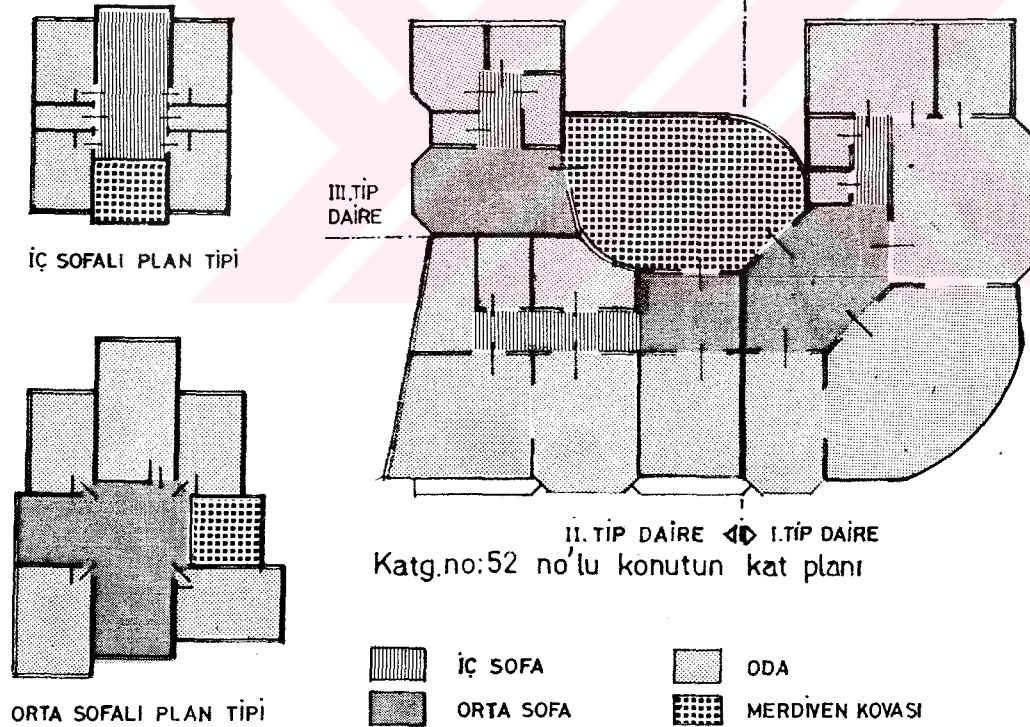 İÇ SOFALI PLAN TİPİ
ORTA SOFALI PLAN TİPİ
III.TİP
DAİRE
II. TİP DAİRE I.TİP DAİRE
Katg.no:52 no'lu konutun kat planı
İÇ SOFA
ODA
ORTA SOFA
MERDİVEN KOVASI